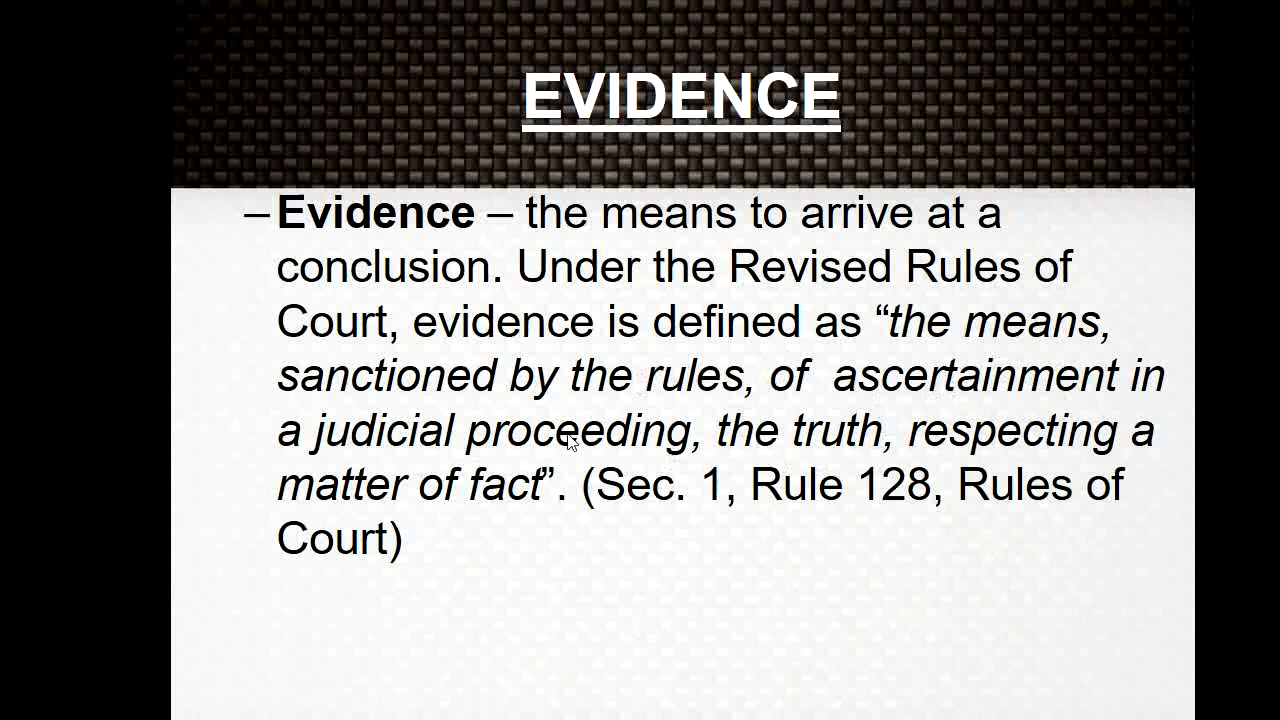 EVIDENCE
– Evidence – the means to arrive at a
conclusion. Under the Revised Rules of
Court, evidence is defined as “the means,
sanctioned by the rules, of ascertainment in
a judicial proceeding, the truth, respecting a
matter of fact”. (Sec. 1, Rule 128, Rules of
Court)